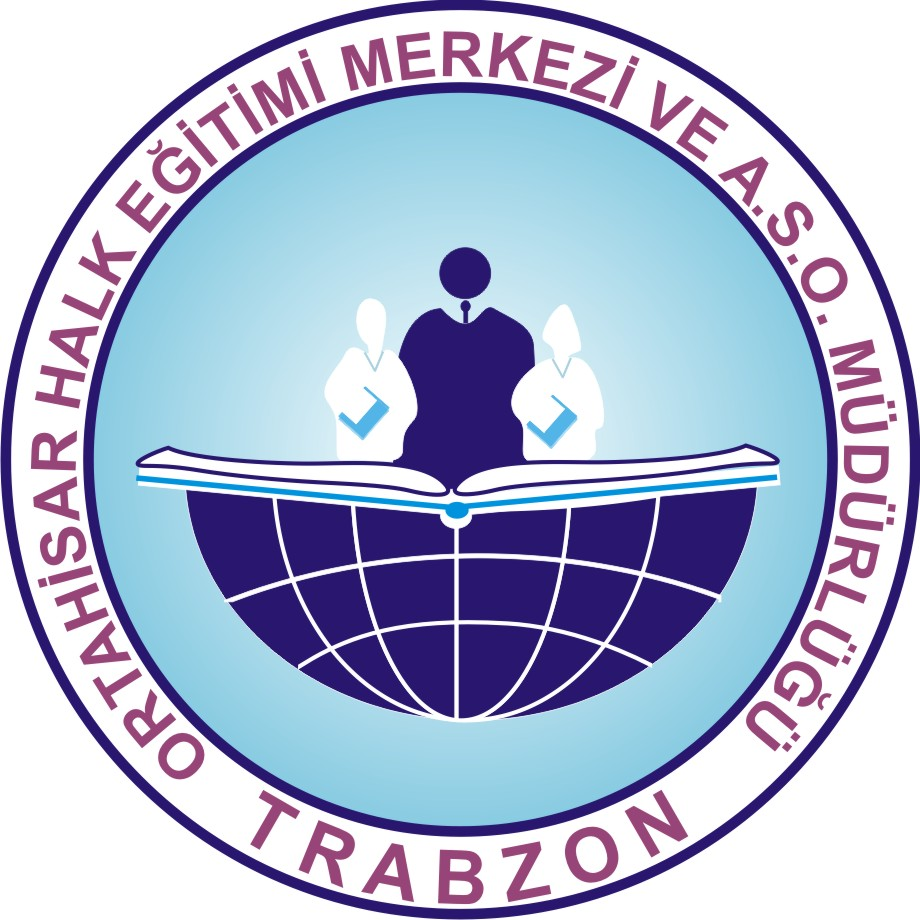 ORTAHİSAR HALK EĞİTİMİ MERKEZİ VE A.S.O. MÜDÜRLÜĞÜ
TRABZON